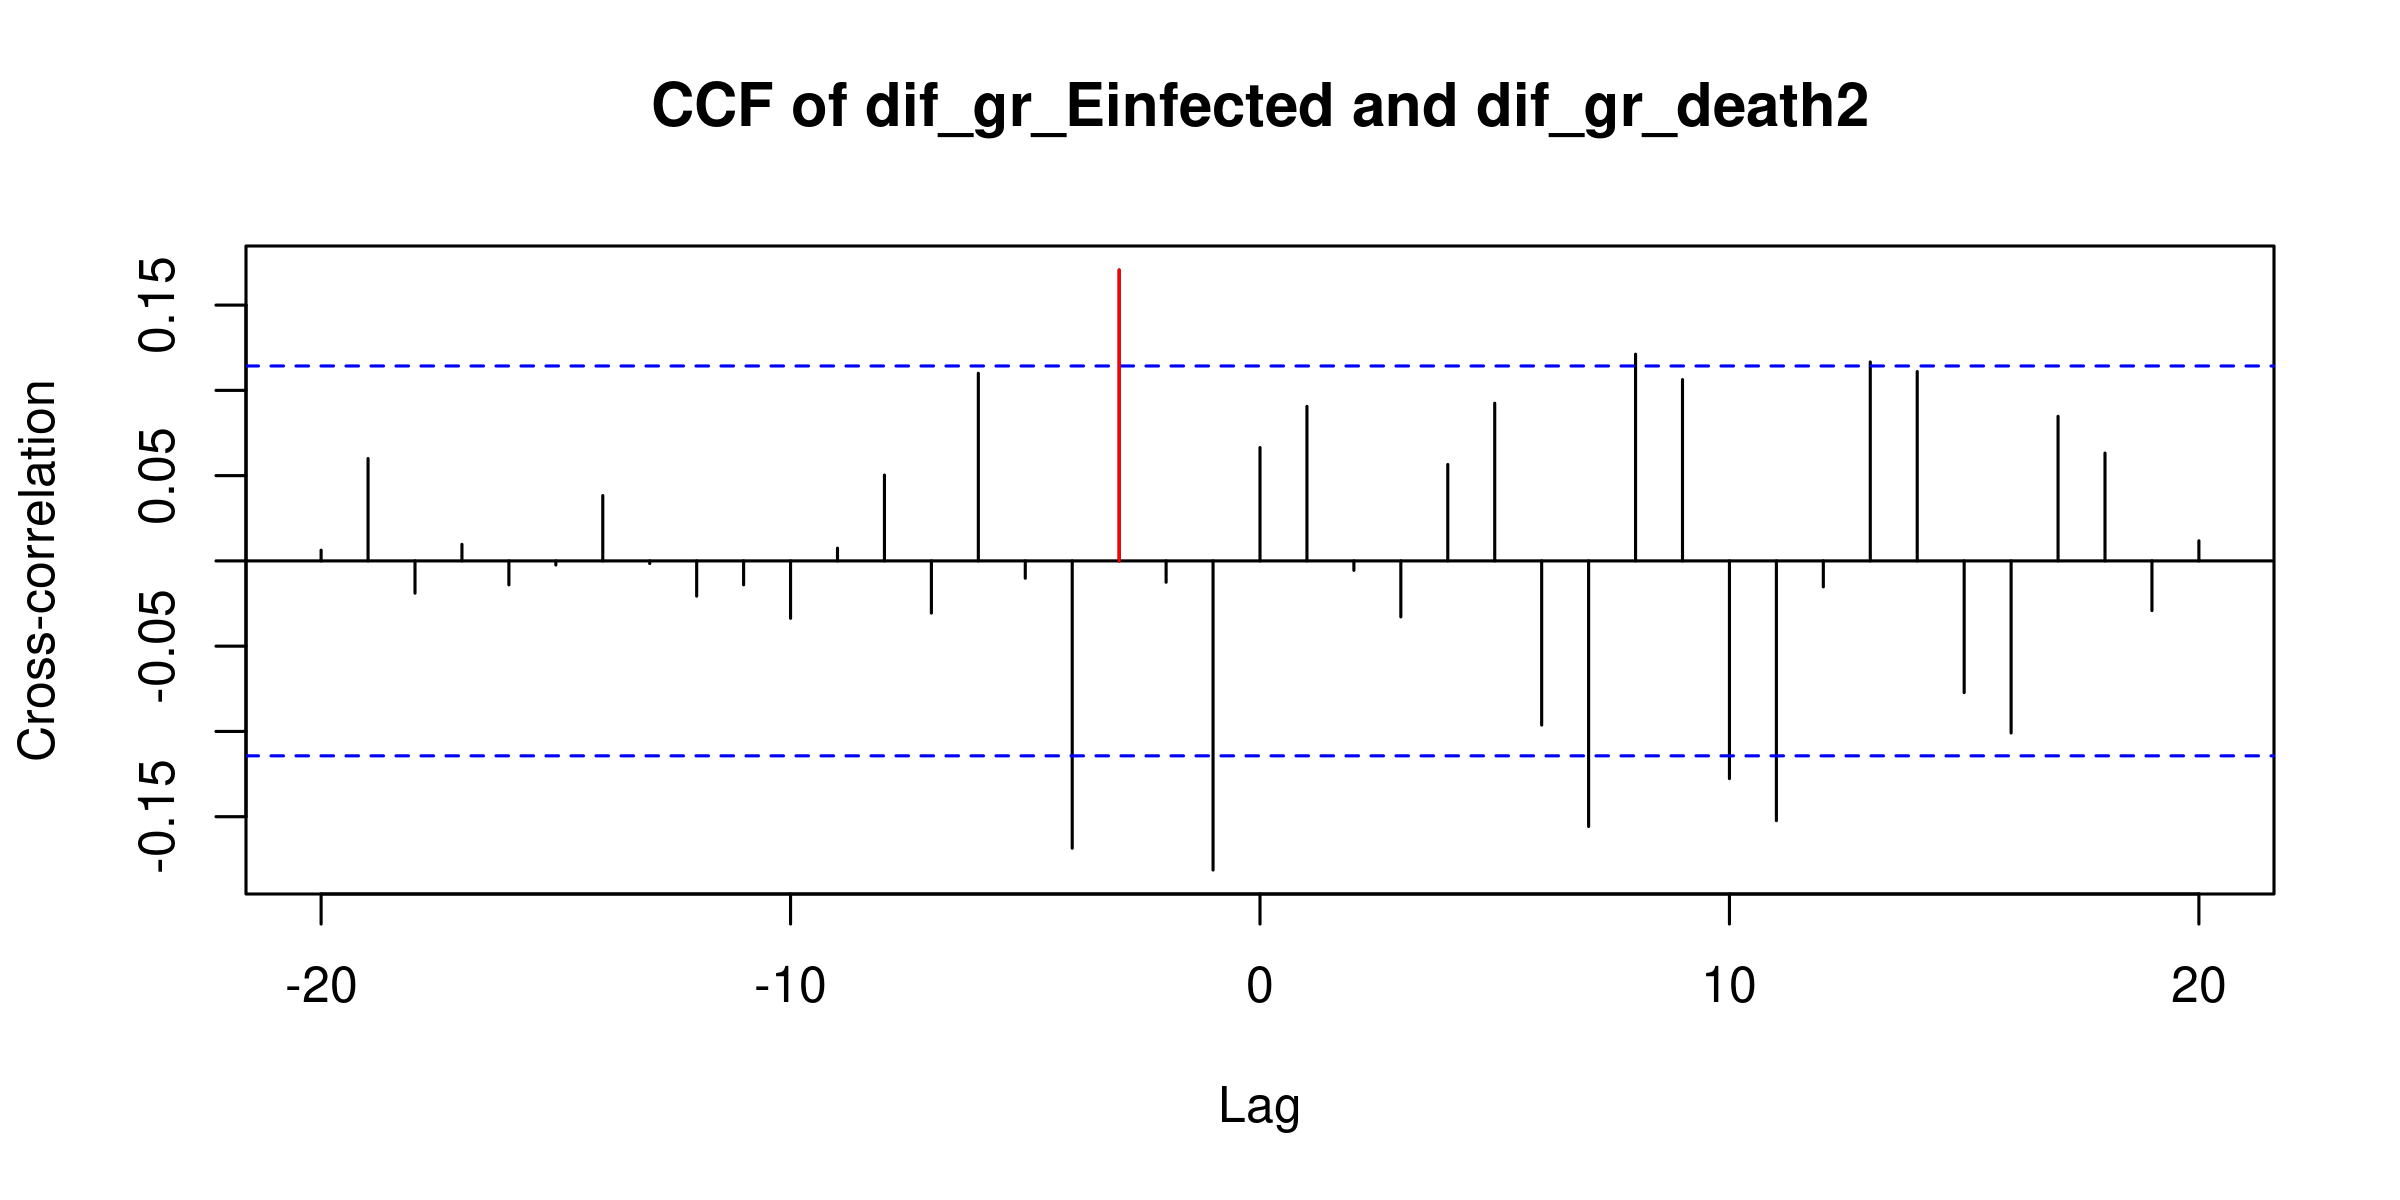 CCF of dif_gr_Einfected and dif_gr_death2
Cross-correlation
0.15
0.05
-0.05
-0.15
-20 -10 0 10 20
Lag